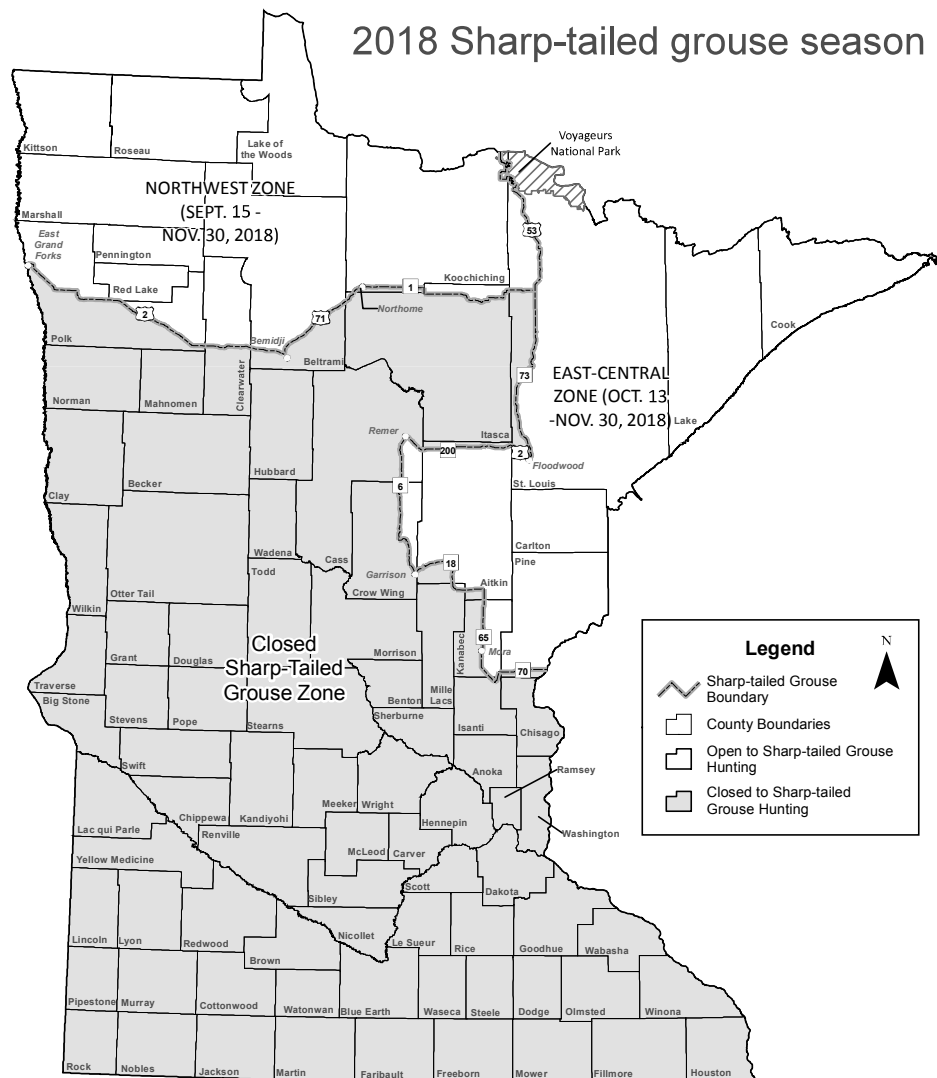 2018 Sharp-tailed grouse season
Voyageurs
National Park
Kittson
Roseau
Lake of
the Woods
NORTHWEST ZONE
(SEPT. 15 -
NOV. 30, 2018)
Marshall
East
Grand
Forks
Pennington
Red Lake
53
Koochiching
1
Northome
2
71
Polk
Bemidji
Beltrami
Cook
Clearwater
73
EAST-CENTRAL
ZONE (OCT. 13
-NOV. 30, 2018)
Lake
Norman
Mahnomen
Remer
Itasca
200
2
Floodwood
Hubbard
St. Louis
Becker
6
Clay
Carlton
Pine
Wadena
Todd
Cass
18
Garrison
Aitkin
Crow Wing
Otter Tail
Wilkin
65
Mora
Kanabec
70
Closed
Sharp-Tailed
Grouse Zone
Grant
Douglas
Morrison
Traverse
Big Stone
Benton
Mille
Lacs
Stevens
Pope
Stearns
Sherburne
Isanti
Chisago
Legend
N
Sharp-tailed Grouse
Boundary
County Boundaries
Open to Sharp-tailed Grouse
Hunting
Closed to Sharp-tailed
Grouse Hunting
Swift
Anoka
Ramsey
Meeker
Wright
Chippewa
Kandiyohi
Hennepin
Washington
Lac qui Parle
Renville
McLeod
Carver
Yellow Medicine
Scott
Dakota
Sibley
Lincoln
Lyon
Redwood
Nicollet
Le Sueur
Rice
Goodhue
Wabasha
Brown
Pipestone
Murray
Cottonwood
Watonwan
Blue Earth
Waseca
Steele
Dodge
Olmsted
Winona
Rock
Nobles
Jackson
Martin
Faribault
Freeborn
Mower
Fillmore
Houston